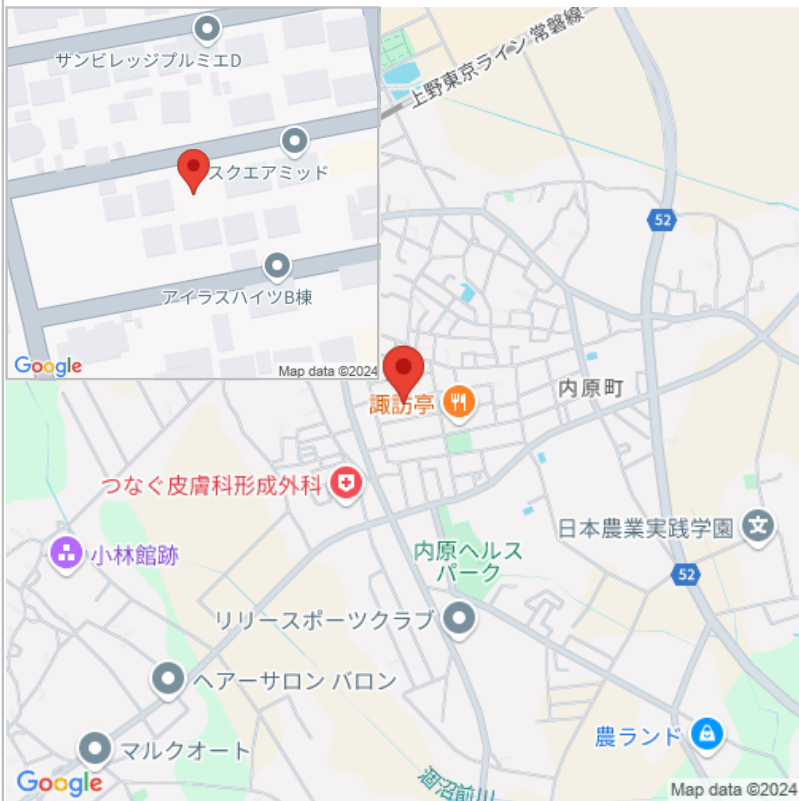 サンビレッジプルミエD
スクエアミッド
アイラスハイツB棟
Google
Map data ©2024
上野東京ライン 常磐線
52
諏訪亭
内原町
つなぐ皮膚科形成外科
日本農業実践学園
文
小林館跡
内原ヘルス
パーク
52
リリースポーツクラブ
ヘアーサロン バロン
農ランド
マルクオート
涸沼前川
Google
Map data ©2024